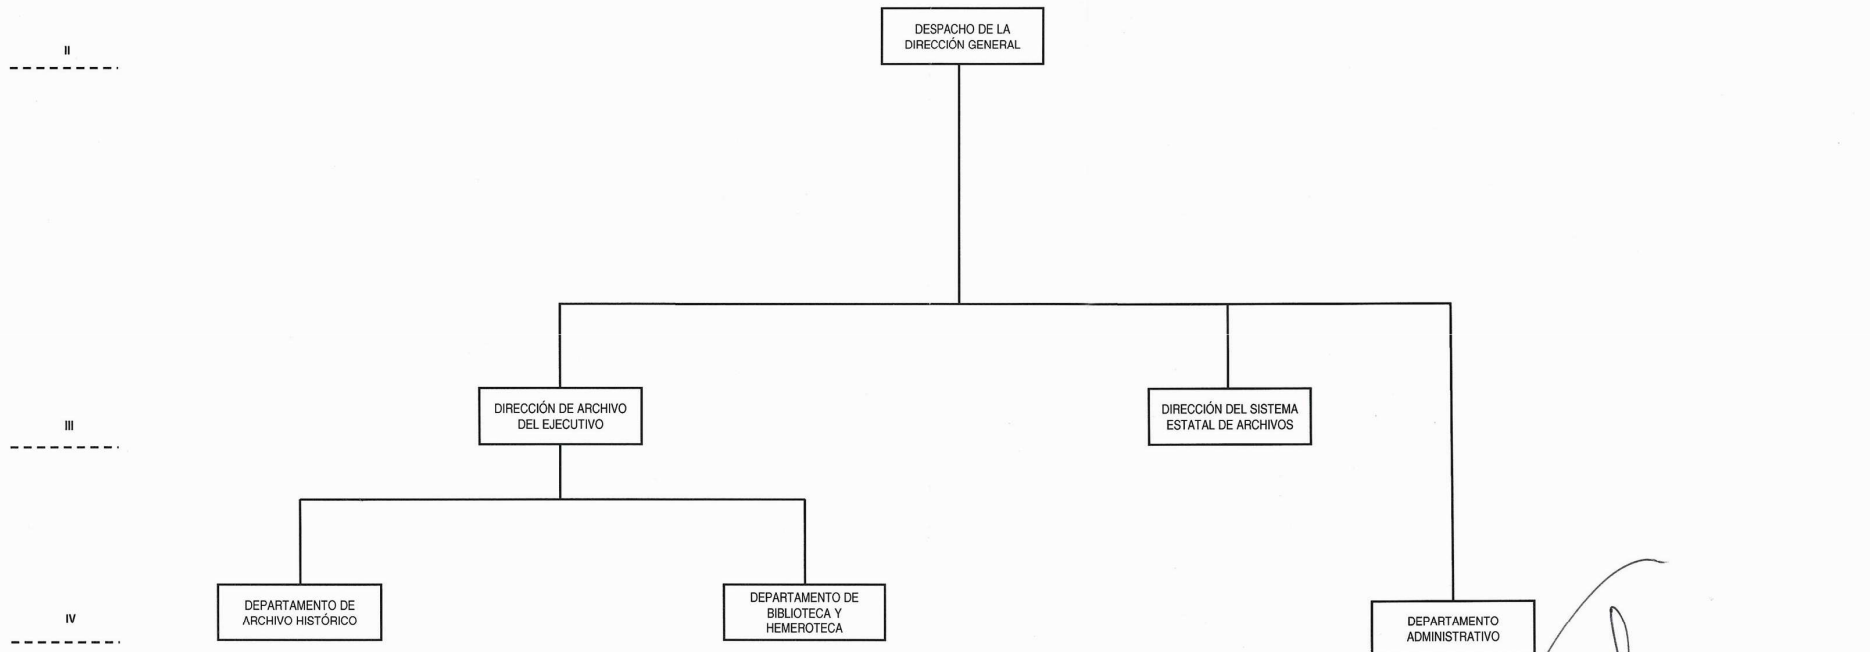 DESPACHO DE LA
DIRECCIÓN GENERAL
II
DIRECCIÓN DE ARCHIVO
DEL EJECUTIVO
DIRECCIÓN DEL SISTEMA
ESTATAL DE ARCHIVOS
III
DEPARTAMENTO DE
ARCHIVO HISTÓRICO
DEPARTAMENTO DE
BIBLIOTECA Y
HEMEROTECA
DEPARTAMENTO
ADMINISTRATIVO
IV